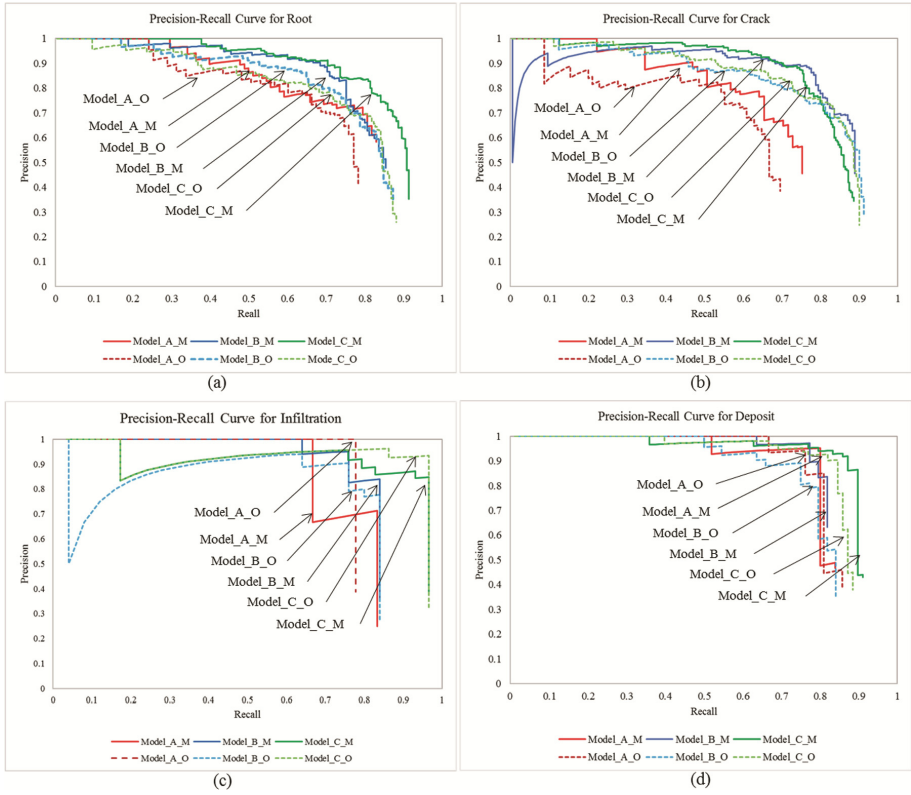 Precision-Recall Curve for Root
1
0.9
0.8
0.7
0.6
0.5
0.4
0.3
0.2
0.1
0
Precision
Model_A_O
Model_A_M
Model_B_O
Model_B_M
Model_C_O
Model_C_M
0 0.1 0.2 0.3 0.4 0.5 0.6 0.7 0.8 0.9 1
Reall
Model_A_M Model_B_M Model_C_M
Model_A_O Model_B_O Mode_C_O
(a)
Precision-Recall Curve for Crack
1
0.9
0.8
0.7
0.6
0.5
0.4
0.3
0.2
0.1
0
Precision
Model_A_O
Model_A_M
Model_B_O
Model_B_M
Model_C_O
Model_C_M
0 0.1 0.2 0.3 0.4 0.5 0.6 0.7 0.8 0.9 1
Recall
Model_A_M Model_B_M Model_C_M
Model_A_O Model_B_O Model_C_O
(b)
Precision-Recall Curve for Infiltration
1
0.9
0.8
0.7
0.6
0.5
0.4
0.3
0.2
0.1
0
Precision
Model_A_O
Model_A_M
Model_B_O
Model_B_M
Model_C_O
Model_C_M
0 0.1 0.2 0.3 0.4 0.5 0.6 0.7 0.8 0.9 1
Recall
Model_A_M Model_B_M Model_C_M
Model_A_O Model_B_O Model_C_O
(c)
Precision-Recall Curve for Deposit
1
0.9
0.8
0.7
0.6
0.5
0.4
0.3
0.2
0.1
0
Precision
Model_A_O
Model_A_M
Model_B_O
Model_B_M
Model_C_O
Model_C_M
0 0.1 0.2 0.3 0.4 0.5 0.6 0.7 0.8 0.9 1
Recall
Model_A_M Model_B_M Model_C_M
Model_A_O Model_B_O Model_C_O
(d)